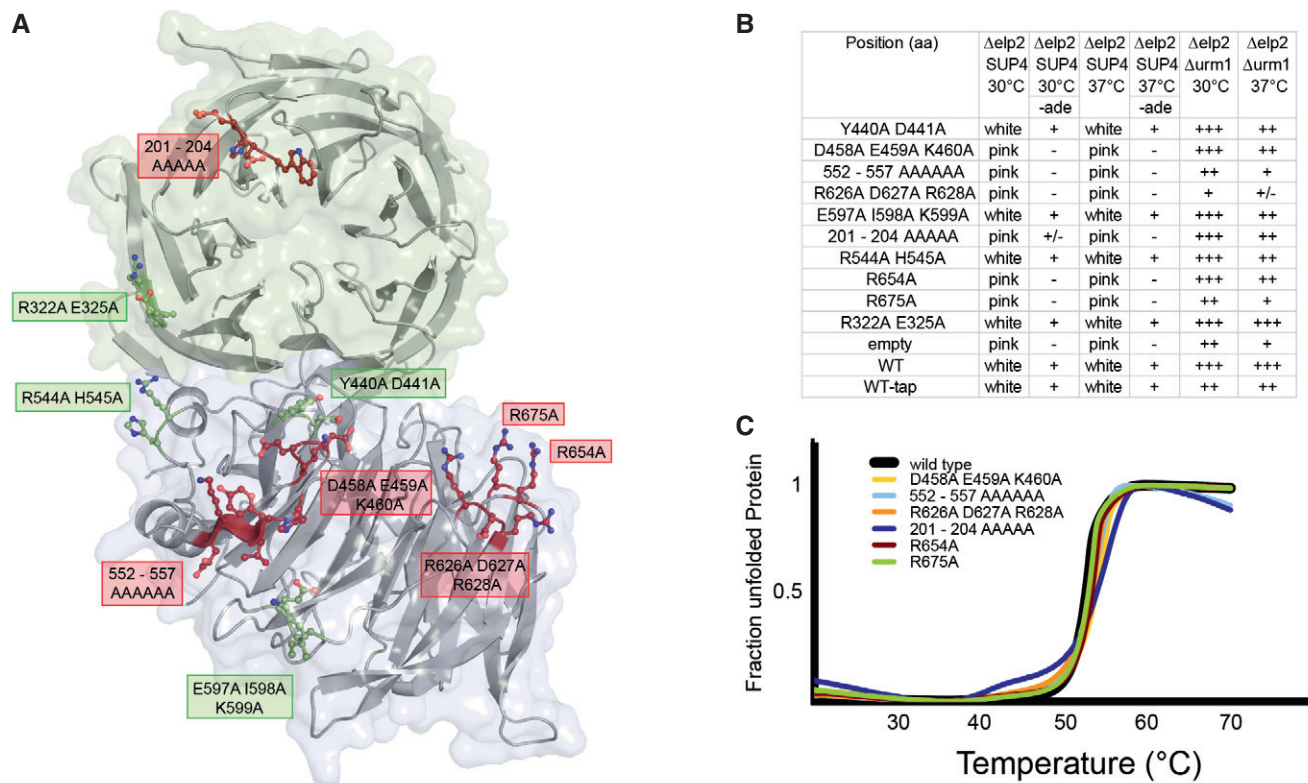 A
201 - 204
AAAAA
R322A E325A
R544A H545A
Y440A D441A
R675A
R654A
D458A E459A
K460A
552 - 557
AAAAAA
R626A D627A
R628A
E597A I598A
K599A
B
Position (aa) Δelp2 SUP4 30°C Δelp2 SUP4 30°C -ade Δelp2 SUP4 37°C Δelp2 SUP4 37°C -ade Δelp2 Δurm1 30°C Δelp2 Δurm1 37°C
Y440A D441A white + white + +++ ++
D458A E459A K460A pink - pink - +++ ++
552 - 557 AAAAAA pink - pink - ++ +
R626A D627A R628A pink - pink - + +/-
E597A I598A K599A white + white + +++ ++
201 - 204 AAAAA pink +/- pink - +++ ++
R544A H545A white + white + +++ ++
R654A pink - pink - +++ ++
R675A pink - pink - ++ +
R322A E325A white + white + +++ +++
empty pink - pink - ++ +
WT white + white + +++ +++
WT-tap white + white + ++ ++
C
Fraction unfolded Protein
1
0.5
wild type
D458A E459A K460A
552 - 557 AAAAAA
R626A D627A R628A
201 - 204 AAAAA
R654A
R675A
30 40 50 60 70
Temperature (°C)